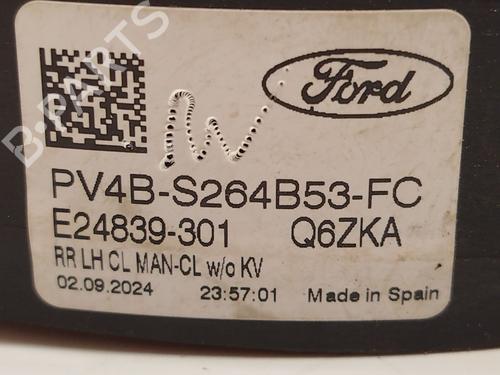 Ford
PV4B-S264B53-FC
E24839-301 Q6ZKA
RR LH CL MAN-CL w/o KV
02.09.2024 23:57:01 Made in Spain
B-PARTS